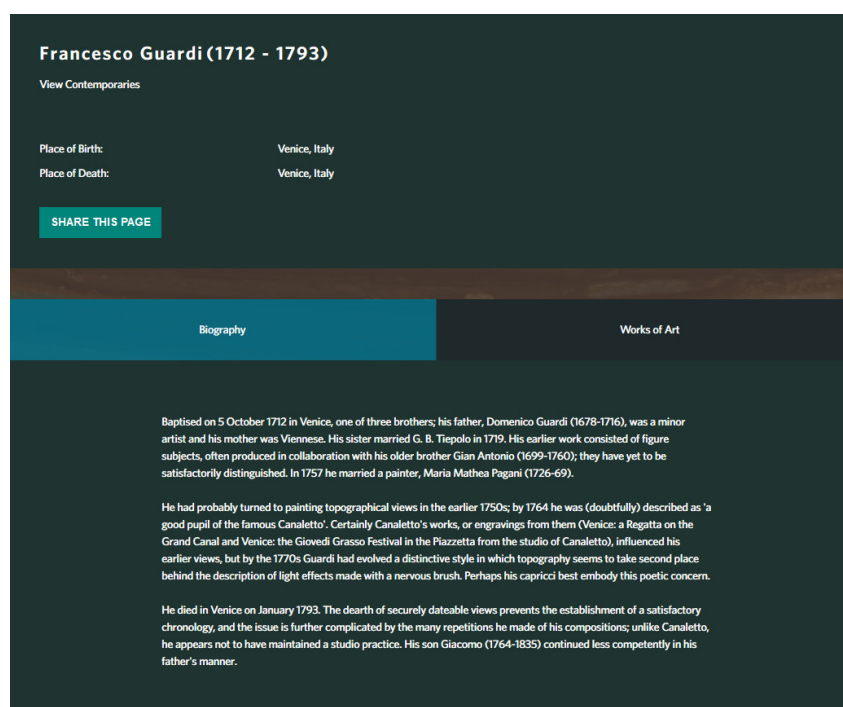 Francesco Guardi (1712 - 1793)
View Contemporaries
Place of Birth: Venice, Italy
Place of Death: Venice, Italy
SHARE THIS PAGE
Biography Works of Art
Baptised on 5 October 1712 in Venice, one of three brothers; his father, Domenico Guardi (1678-1716), was a minor
artist and his mother was Viennese. His sister married G. B. Tiepolo in 1719. His earlier work consisted of figure
subjects, often produced in collaboration with his older brother Gian Antonio (1699-1760); they have yet to be
satisfactorily distinguished. In 1757 he married a painter, Maria Mathea Pagani (1726-69).
He had probably turned to painting topographical views in the earlier 1750s; by 1764 he was (doubtfully) described as 'a
good pupil of the famous Canaletto'. Certainly Canaletto's works, or engravings from them (Venice: a Regatta on the
Grand Canal and Venice: the Giovedi Grasso Festival in the Piazzetta from the studio of Canaletto), influenced his
earlier views, but by the 1770s Guardi had evolved a distinctive style in which topography seems to take second place
behind the description of light effects made with a nervous brush. Perhaps his capricci best embody this poetic concern.
He died in Venice on January 1793. The dearth of securely dateable views prevents the establishment of a satisfactory
chronology, and the issue is further complicated by the many repetitions he made of his compositions; unlike Canaletto,
he appears not to have maintained a studio practice. His son Giacomo (1764-1835) continued less competently in his
father's manner.